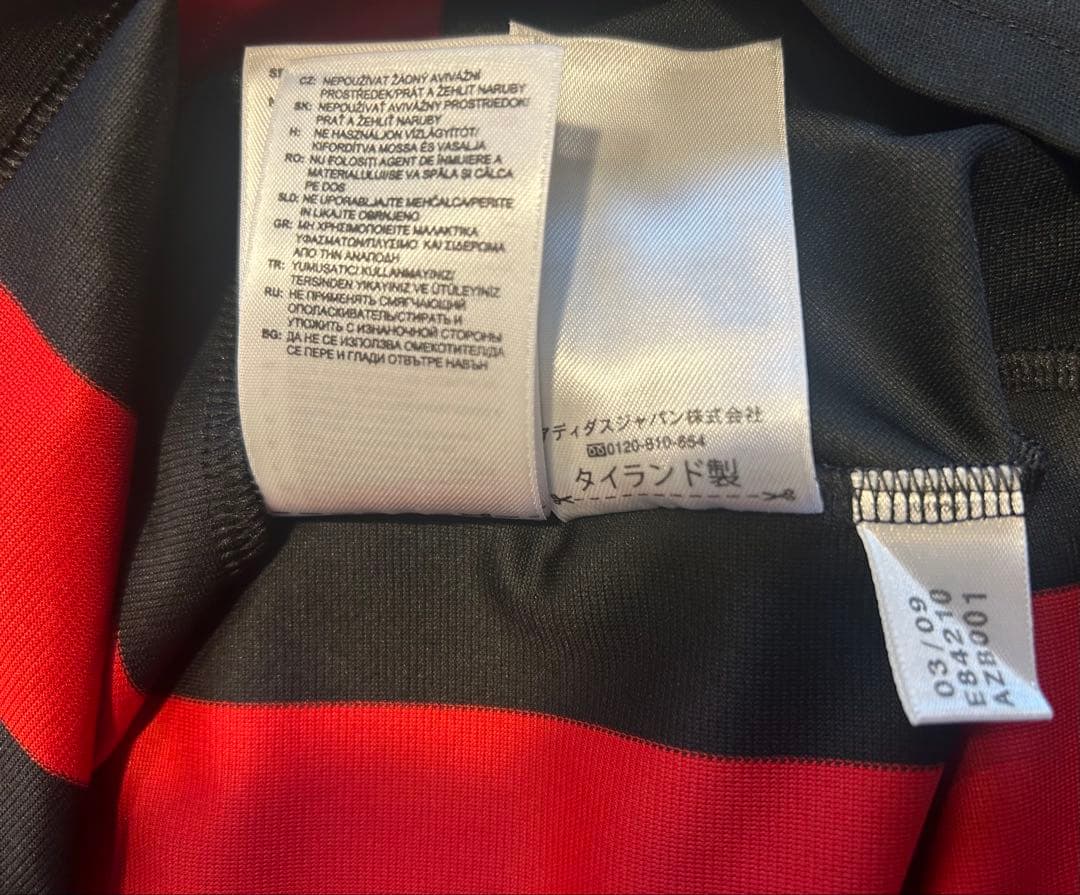 CZ: NEPOUŽÍVAT ŽÁDNÝ AVIVÁŽNÍ
PROSTŘEDEK/PRÁT A ŽEHLIT NARUBY
SK: NEPOUŽÍVAŤ AVIVÁŽNY PROSTRIEDOK/
PRAŤ A ŽEHLIŤ NARUBY
H: NE HASZNÁLJON VÍZLÁGYÍTÓT/
KIFORDÍTVA MOSSA ÉS VASALJA
RO: NU FOLOSITI AGENT DE ÎNMUIERE A
MATERIALULUI/SE VA SPĂLA ŞI CĂLCA
PE DOS
SLO: NE UPORABLJAJTE MEHČALCA/PERITE
IN LIKAJTE OBRNJENO
GR: ΜΗ ΧΡΗΣΙΜΟΠΟΙΕΙΤΕ ΜΑΛΑΚΤΙΚΑ
ΥΦΑΣΜΑΤΩΝ/ΠΛΥΣΙΜΟ ΚΑΙ ΣΙΔΕΡΩΜΑ
ΑΠΟ ΤΗΝ ΑΝΑΠΟΔΗ
TR: YUMUŞATICI KULLANMAYINIZ/
TERSİNDEN YIKAYINIZ VE ÜTÜLEYİNİZ
RU: НЕ ПРИМЕНЯТЬ СМЯГЧАЮЩИЙ
ОПОЛАСКИВАТЕЛЬ/СТИРАТЬ И
УТЮЖИТЬ С ИЗНАНОЧНОЙ СТОРОНЫ
BG: ДА НЕ СЕ ИЗПОЛЗВА ОМЕКОТИТЕЛ/ДА
СЕ ПЕРЕ И ГЛАДИ ОТВЪТРЕ НАВЪН
アディダスジャパン株式会社
0120-810-654
タイランド製
03/09
E84210
AZB001